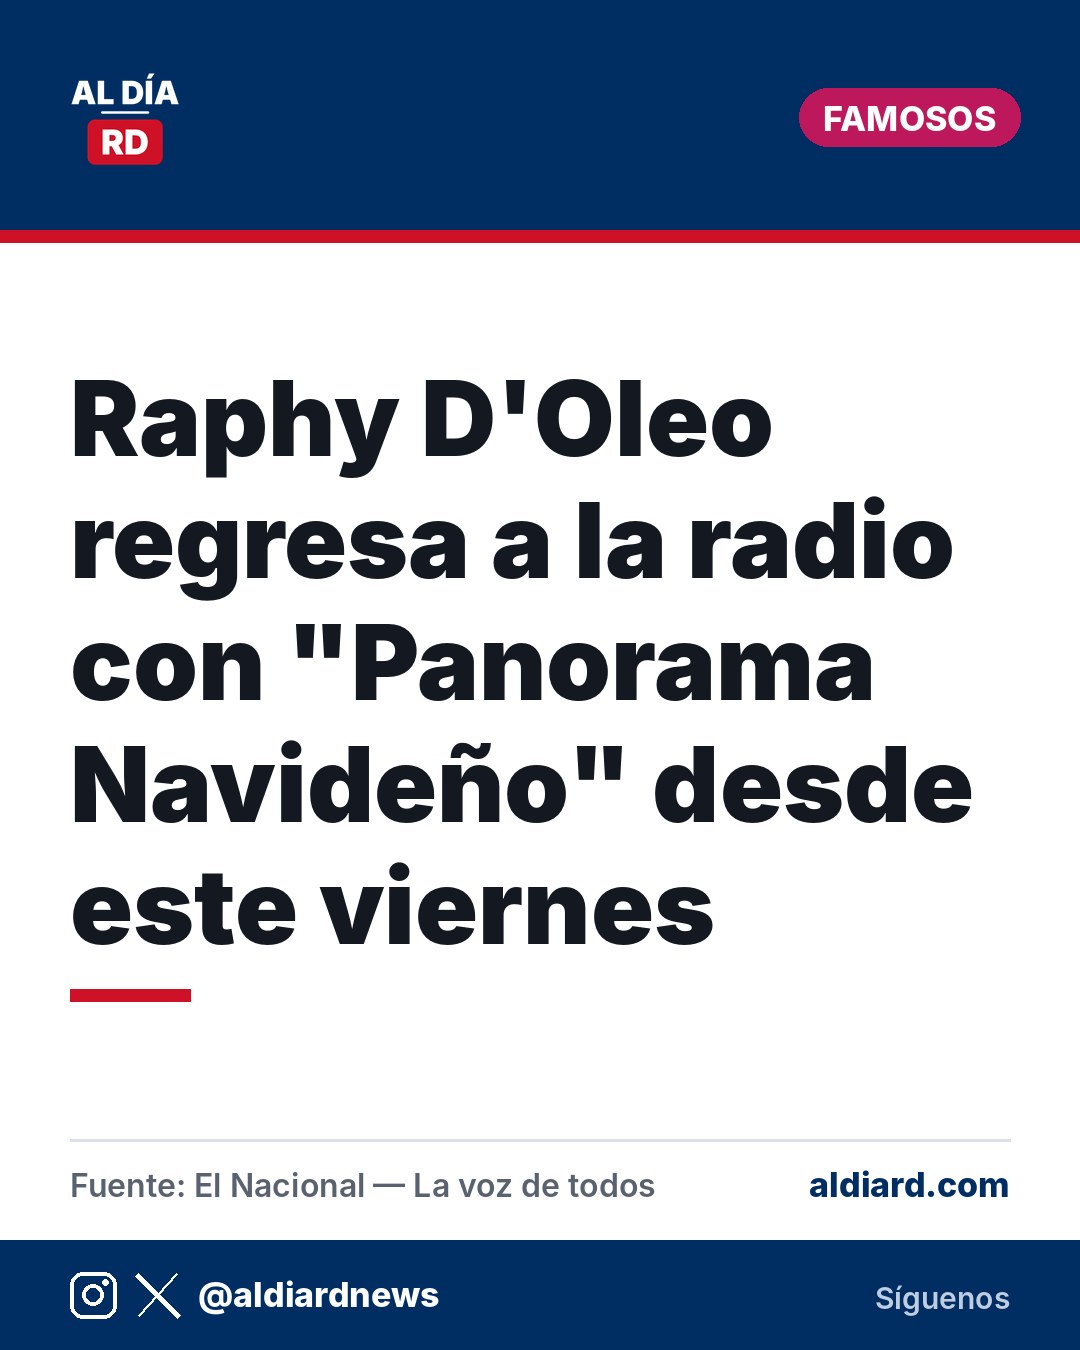 AL DÍA
RD
FAMOSOS
Raphy D'Oleo
regresa a la radio
con "Panorama
Navideño" desde
este viernes
Fuente: El Nacional — La voz de todos
aldiard.com
@aldiardnews
Síguenos